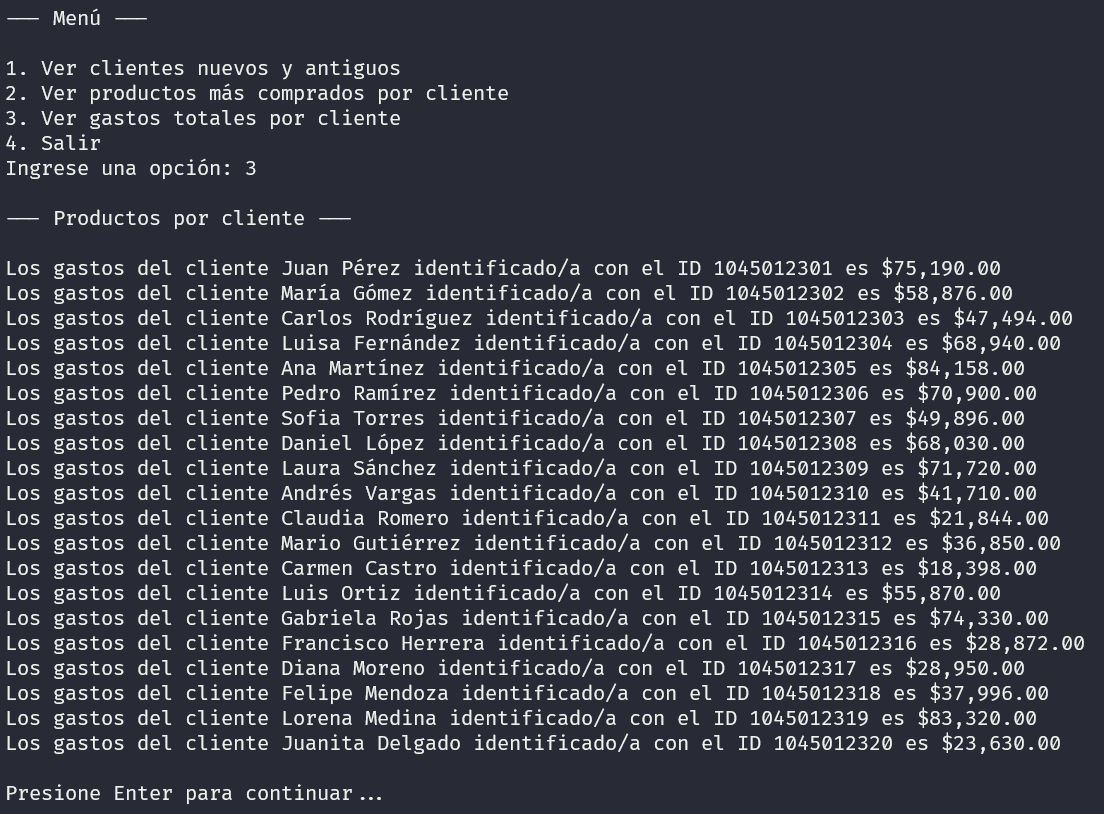 --- Menú ---
1. Ver clientes nuevos y antiguos
2. Ver productos más comprados por cliente
3. Ver gastos totales por cliente
4. Salir
Ingrese una opción: 3
--- Productos por cliente ---
Los gastos del cliente Juan Pérez identificado/a con el ID 1045012301 es $75,190.00
Los gastos del cliente María Gómez identificado/a con el ID 1045012302 es $58,876.00
Los gastos del cliente Carlos Rodríguez identificado/a con el ID 1045012303 es $47,494.00
Los gastos del cliente Luisa Fernández identificado/a con el ID 1045012304 es $68,940.00
Los gastos del cliente Ana Martínez identificado/a con el ID 1045012305 es $84,158.00
Los gastos del cliente Pedro Ramírez identificado/a con el ID 1045012306 es $70,900.00
Los gastos del cliente Sofia Torres identificado/a con el ID 1045012307 es $49,896.00
Los gastos del cliente Daniel López identificado/a con el ID 1045012308 es $68,030.00
Los gastos del cliente Laura Sánchez identificado/a con el ID 1045012309 es $71,720.00
Los gastos del cliente Andrés Vargas identificado/a con el ID 1045012310 es $41,710.00
Los gastos del cliente Claudia Romero identificado/a con el ID 1045012311 es $21,844.00
Los gastos del cliente Mario Gutiérrez identificado/a con el ID 1045012312 es $36,850.00
Los gastos del cliente Carmen Castro identificado/a con el ID 1045012313 es $18,398.00
Los gastos del cliente Luis Ortiz identificado/a con el ID 1045012314 es $55,870.00
Los gastos del cliente Gabriela Rojas identificado/a con el ID 1045012315 es $74,330.00
Los gastos del cliente Francisco Herrera identificado/a con el ID 1045012316 es $28,872.00
Los gastos del cliente Diana Moreno identificado/a con el ID 1045012317 es $28,950.00
Los gastos del cliente Felipe Mendoza identificado/a con el ID 1045012318 es $37,996.00
Los gastos del cliente Lorena Medina identificado/a con el ID 1045012319 es $83,320.00
Los gastos del cliente Juanita Delgado identificado/a con el ID 1045012320 es $23,630.00
Presione Enter para continuar...